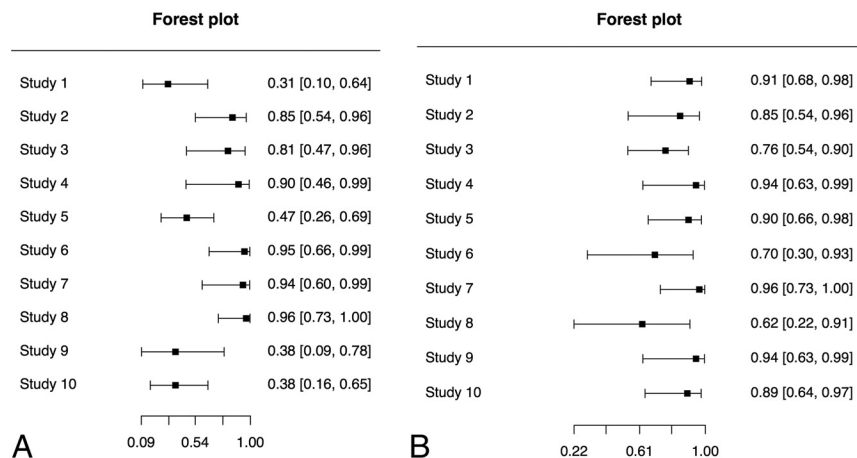 Forest plot
Study 1 0.31 [0.10, 0.64]
Study 2 0.85 [0.54, 0.96]
Study 3 0.81 [0.47, 0.96]
Study 4 0.90 [0.46, 0.99]
Study 5 0.47 [0.26, 0.69]
Study 6 0.95 [0.66, 0.99]
Study 7 0.94 [0.60, 0.99]
Study 8 0.96 [0.73, 1.00]
Study 9 0.38 [0.09, 0.78]
Study 10 0.38 [0.16, 0.65]
0.09 0.54 1.00
A
Forest plot
Study 1 0.91 [0.68, 0.98]
Study 2 0.85 [0.54, 0.96]
Study 3 0.76 [0.54, 0.90]
Study 4 0.94 [0.63, 0.99]
Study 5 0.90 [0.66, 0.98]
Study 6 0.70 [0.30, 0.93]
Study 7 0.96 [0.73, 1.00]
Study 8 0.62 [0.22, 0.91]
Study 9 0.94 [0.63, 0.99]
Study 10 0.89 [0.64, 0.97]
0.22 0.61 1.00
B